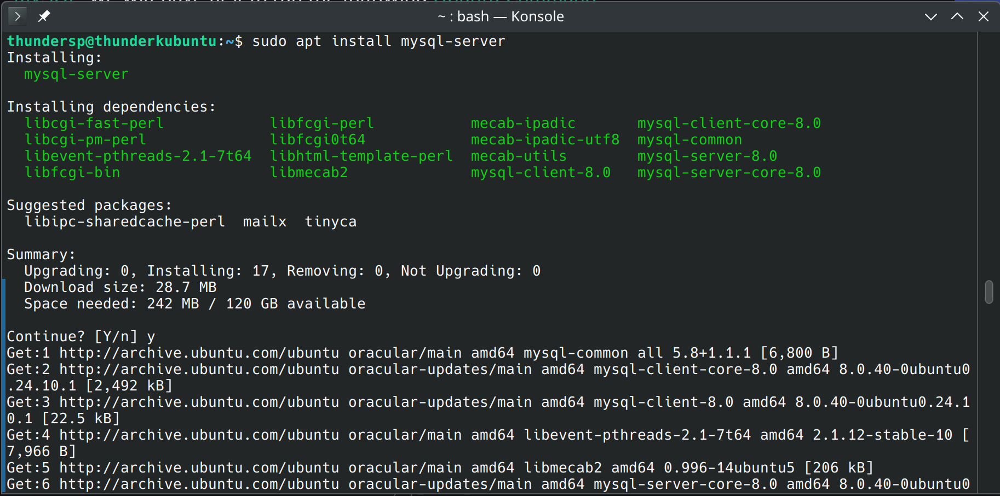 ~ : bash — Konsole
thundersp@thunderkubuntu:~$ sudo apt install mysql-server
Installing:
  mysql-server

Installing dependencies:
  libcgi-fast-perl            libfcgi-perl           mecab-ipadic       mysql-client-core-8.0
  libcgi-pm-perl              libfcgi0t64            mecab-ipadic-utf8  mysql-common
  libevent-pthreads-2.1-7t64  libhtml-template-perl  mecab-utils        mysql-server-8.0
  libfcgi-bin                 libmecab2              mysql-client-8.0   mysql-server-core-8.0

Suggested packages:
  libipc-sharedcache-perl  mailx  tinyca

Summary:
  Upgrading: 0, Installing: 17, Removing: 0, Not Upgrading: 0
  Download size: 28.7 MB
  Space needed: 242 MB / 120 GB available

Continue? [Y/n] y
Get:1 http://archive.ubuntu.com/ubuntu oracular/main amd64 mysql-common all 5.8+1.1.1 [6,800 B]
Get:2 http://archive.ubuntu.com/ubuntu oracular-updates/main amd64 mysql-client-core-8.0 amd64 8.0.40-0ubuntu0
.24.10.1 [2,492 kB]
Get:3 http://archive.ubuntu.com/ubuntu oracular-updates/main amd64 mysql-client-8.0 amd64 8.0.40-0ubuntu0.24.1
0.1 [22.5 kB]
Get:4 http://archive.ubuntu.com/ubuntu oracular/main amd64 libevent-pthreads-2.1-7t64 amd64 2.1.12-stable-10 [
7,966 B]
Get:5 http://archive.ubuntu.com/ubuntu oracular/main amd64 libmecab2 amd64 0.996-14ubuntu5 [206 kB]
Get:6 http://archive.ubuntu.com/ubuntu oracular-updates/main amd64 mysql-server-core-8.0 amd64 8.0.40-0ubuntu0